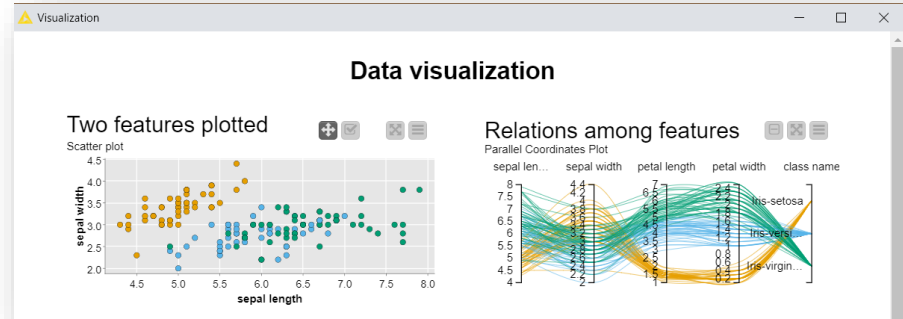 Visualization
Data visualization
Two features plotted
Scatter plot
4.5
4.0
3.5
3.0
2.5
2.0
sepal width
4.5 5.0 5.5 6.0 6.5 7.0 7.5 8.0
sepal length
Relations among features
Parallel Coordinates Plot
sepal len… sepal width petal length petal width class name
8
7.5
7
6.5
6
5.5
5
4.5
4
4.4
4.2
2.2
2
7
1.5
1
Iris-setosa
Iris-versi…
Iris-virgin…